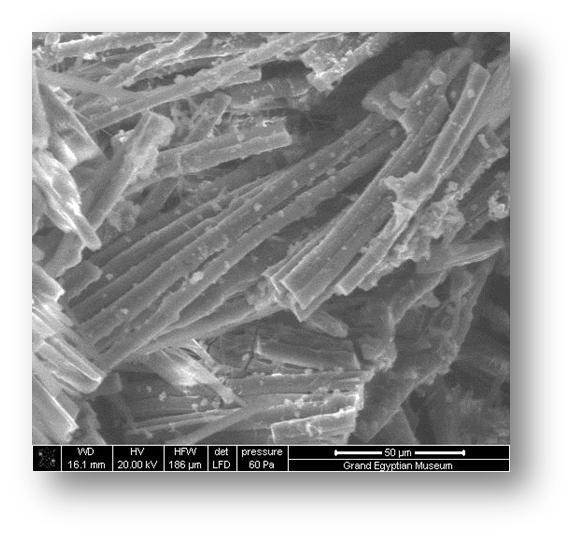 WD HV HFW det pressure 50 µm
16.1 mm 20.00 kV 186 µm LFD 60 Pa Grand Egyptian Museum